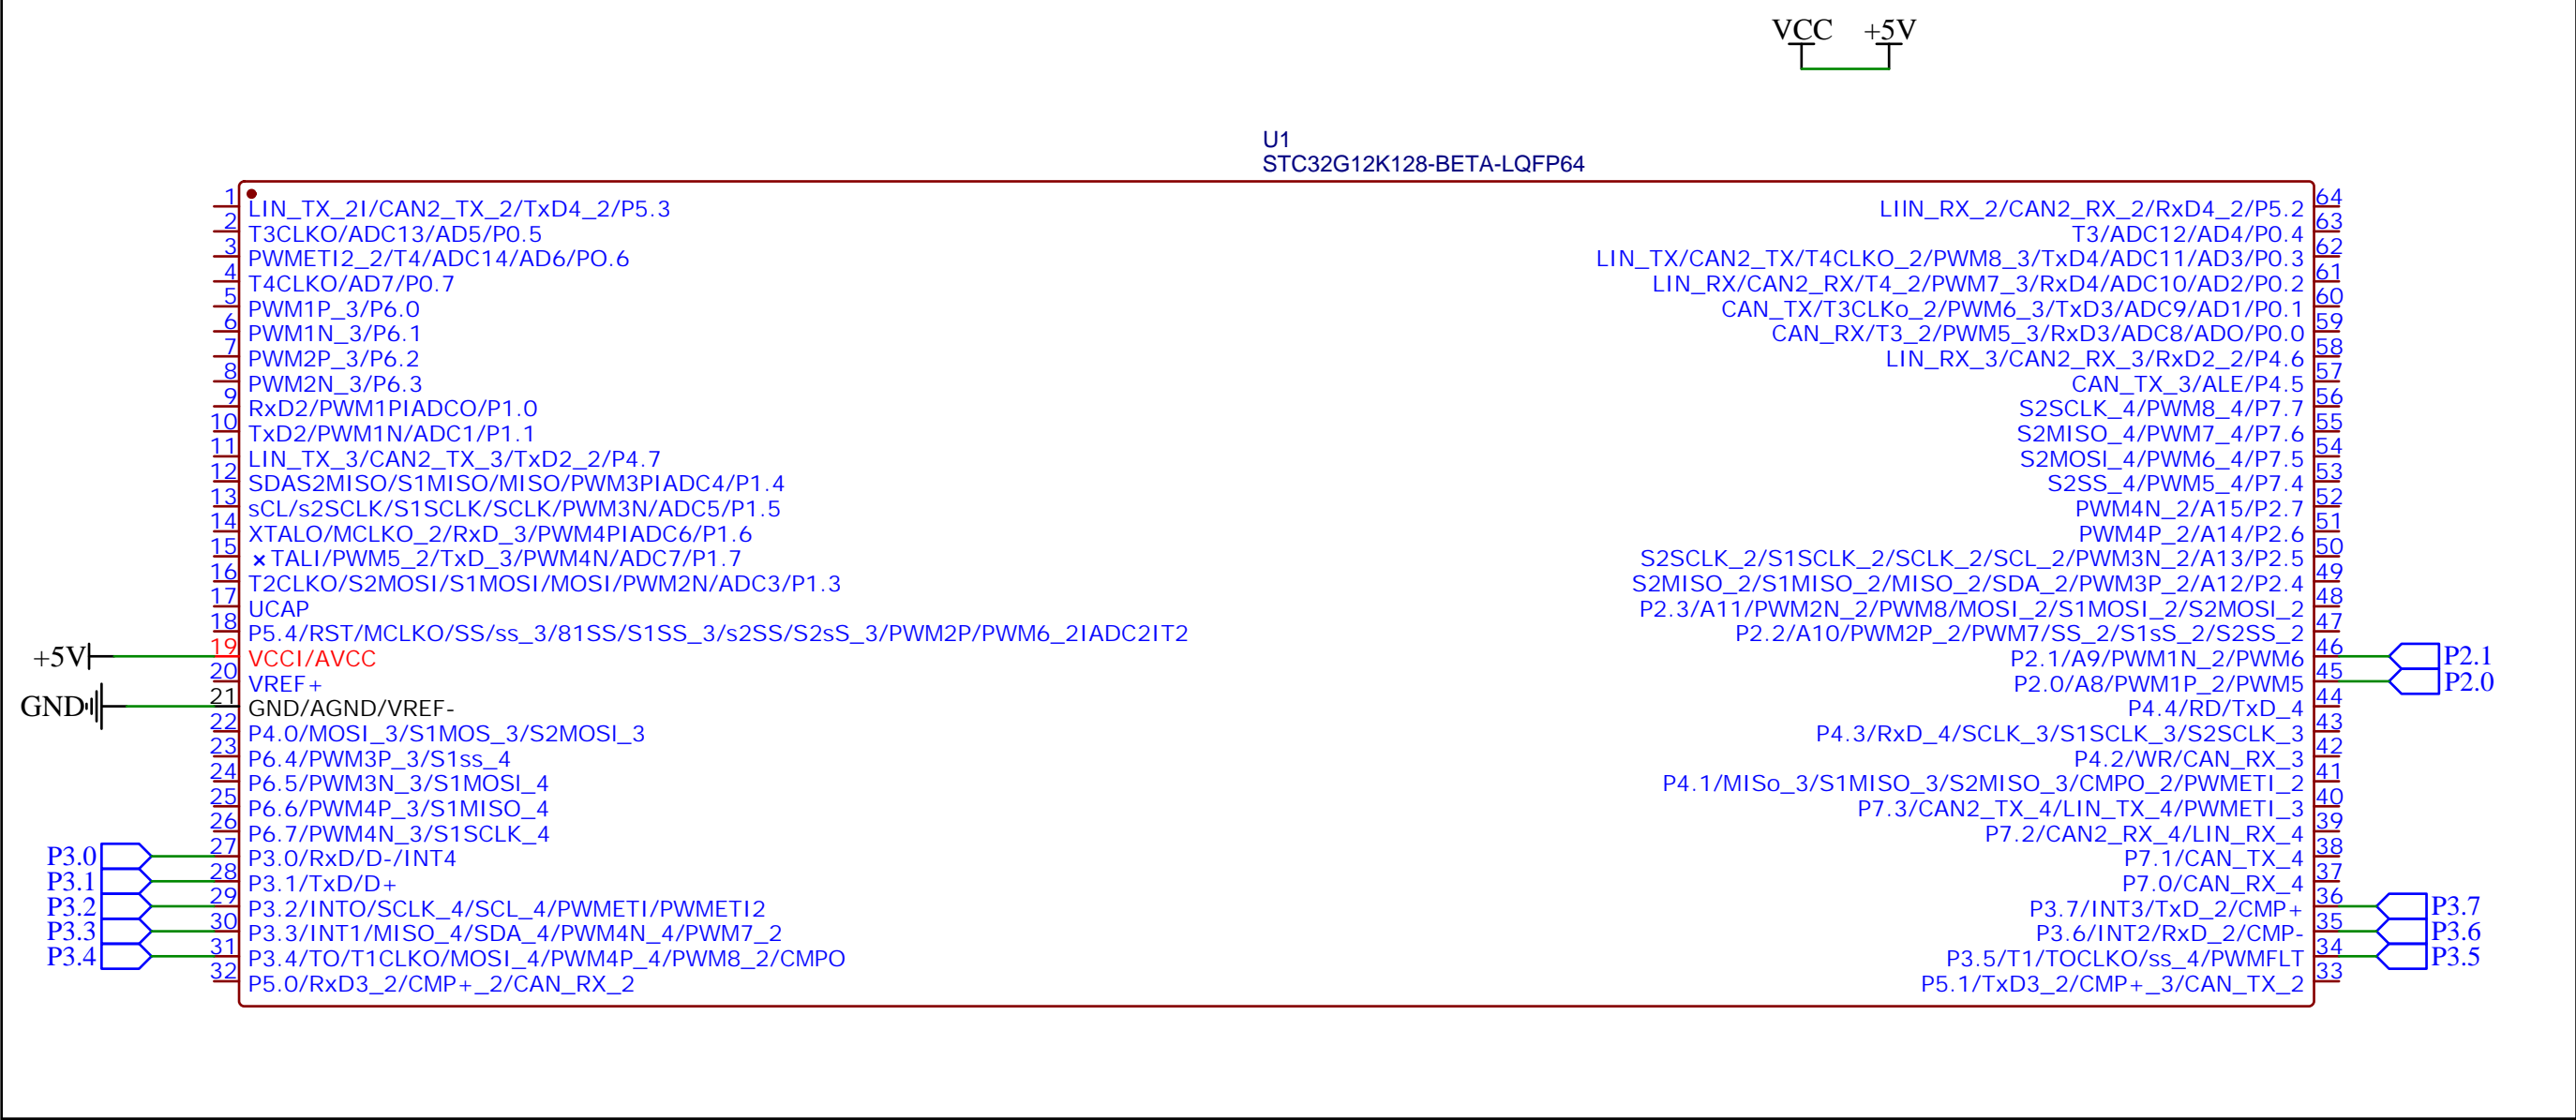 VCC +5V
U1
STC32G12K128-BETA-LQFP64
1 LIN_TX_2I/CAN2_TX_2/TxD4_2/P5.3
2 T3CLKO/ADC13/AD5/P0.5
3 PWMETI2_2/T4/ADC14/AD6/PO.6
4 T4CLKO/AD7/P0.7
5 PWM1P_3/P6.0
6 PWM1N_3/P6.1
7 PWM2P_3/P6.2
8 PWM2N_3/P6.3
9 RxD2/PWM1PIADCO/P1.0
10 TxD2/PWM1N/ADC1/P1.1
11 LIN_TX_3/CAN2_TX_3/TxD2_2/P4.7
12 SDAS2MISO/S1MISO/MISO/PWM3PIADC4/P1.4
13 sCL/s2SCLK/S1SCLK/SCLK/PWM3N/ADC5/P1.5
14 XTALO/MCLKO_2/RxD_3/PWM4PIADC6/P1.6
15 ×TALI/PWM5_2/TxD_3/PWM4N/ADC7/P1.7
16 T2CLKO/S2MOSI/S1MOSI/MOSI/PWM2N/ADC3/P1.3
17 UCAP
18 P5.4/RST/MCLKO/SS/ss_3/81SS/S1SS_3/s2SS/S2sS_3/PWM2P/PWM6_2IADC2IT2
+5V 19 VCCI/AVCC
20 VREF+
GND 21 GND/AGND/VREF-
22 P4.0/MOSI_3/S1MOS_3/S2MOSI_3
23 P6.4/PWM3P_3/S1ss_4
24 P6.5/PWM3N_3/S1MOSI_4
25 P6.6/PWM4P_3/S1MISO_4
26 P6.7/PWM4N_3/S1SCLK_4
P3.0 27 P3.0/RxD/D-/INT4
P3.1 28 P3.1/TxD/D+
P3.2 29 P3.2/INTO/SCLK_4/SCL_4/PWMETI/PWMETI2
P3.3 30 P3.3/INT1/MISO_4/SDA_4/PWM4N_4/PWM7_2
P3.4 31 P3.4/TO/T1CLKO/MOSI_4/PWM4P_4/PWM8_2/CMPO
32 P5.0/RxD3_2/CMP+_2/CAN_RX_2
LIIN_RX_2/CAN2_RX_2/RxD4_2/P5.2 64
T3/ADC12/AD4/P0.4 63
LIN_TX/CAN2_TX/T4CLKO_2/PWM8_3/TxD4/ADC11/AD3/P0.3 62
LIN_RX/CAN2_RX/T4_2/PWM7_3/RxD4/ADC10/AD2/P0.2 61
CAN_TX/T3CLKo_2/PWM6_3/TxD3/ADC9/AD1/P0.1 60
CAN_RX/T3_2/PWM5_3/RxD3/ADC8/ADO/P0.0 59
LIN_RX_3/CAN2_RX_3/RxD2_2/P4.6 58
CAN_TX_3/ALE/P4.5 57
S2SCLK_4/PWM8_4/P7.7 56
S2MISO_4/PWM7_4/P7.6 55
S2MOSI_4/PWM6_4/P7.5 54
S2SS_4/PWM5_4/P7.4 53
PWM4N_2/A15/P2.7 52
PWM4P_2/A14/P2.6 51
S2SCLK_2/S1SCLK_2/SCLK_2/SCL_2/PWM3N_2/A13/P2.5 50
S2MISO_2/S1MISO_2/MISO_2/SDA_2/PWM3P_2/A12/P2.4 49
P2.3/A11/PWM2N_2/PWM8/MOSI_2/S1MOSI_2/S2MOSI_2 48
P2.2/A10/PWM2P_2/PWM7/SS_2/S1sS_2/S2SS_2 47
P2.1/A9/PWM1N_2/PWM6 46 P2.1
P2.0/A8/PWM1P_2/PWM5 45 P2.0
P4.4/RD/TxD_4 44
P4.3/RxD_4/SCLK_3/S1SCLK_3/S2SCLK_3 43
P4.2/WR/CAN_RX_3 42
P4.1/MISo_3/S1MISO_3/S2MISO_3/CMPO_2/PWMETI_2 41
P7.3/CAN2_TX_4/LIN_TX_4/PWMETI_3 40
P7.2/CAN2_RX_4/LIN_RX_4 39
P7.1/CAN_TX_4 38
P7.0/CAN_RX_4 37
P3.7/INT3/TxD_2/CMP+ 36 P3.7
P3.6/INT2/RxD_2/CMP- 35 P3.6
P3.5/T1/TOCLKO/ss_4/PWMFLT 34 P3.5
P5.1/TxD3_2/CMP+_3/CAN_TX_2 33